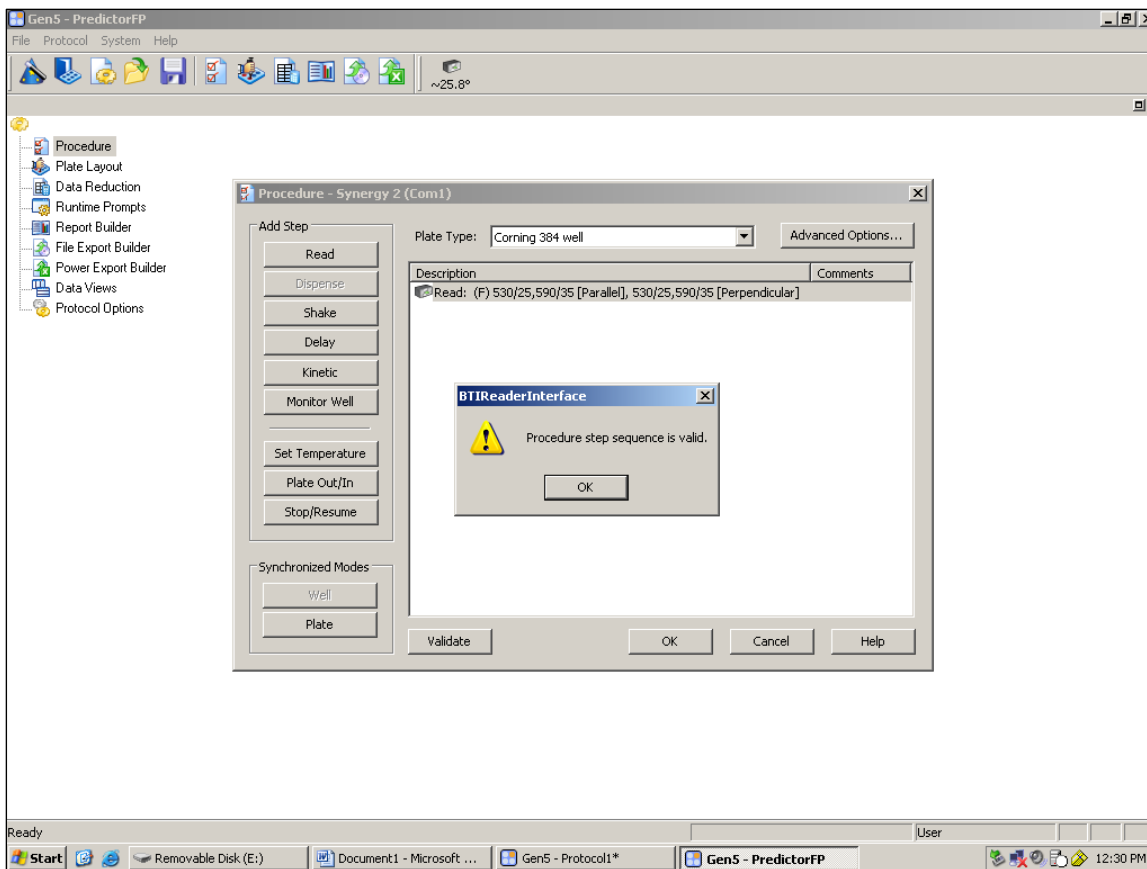 Gen5 - PredictorFP
File Protocol System Help
~25.8°
Procedure
Plate Layout
Data Reduction
Runtime Prompts
Report Builder
File Export Builder
Power Export Builder
Data Views
Protocol Options
Procedure - Synergy 2 (Com1)
Add Step
Read
Dispense
Shake
Delay
Kinetic
Monitor Well
Set Temperature
Plate Out/In
Stop/Resume
Synchronized Modes
Well
Plate
Plate Type: Corning 384 well Advanced Options...
Description Comments
Read: (F) 530/25,590/35 [Parallel], 530/25,590/35 [Perpendicular]
BTIReaderInterface
Procedure step sequence is valid.
OK
Validate OK Cancel Help
Ready User
Start Removable Disk (E:) Document1 - Microsoft ... Gen5 - Protocol1* Gen5 - PredictorFP 12:30 PM